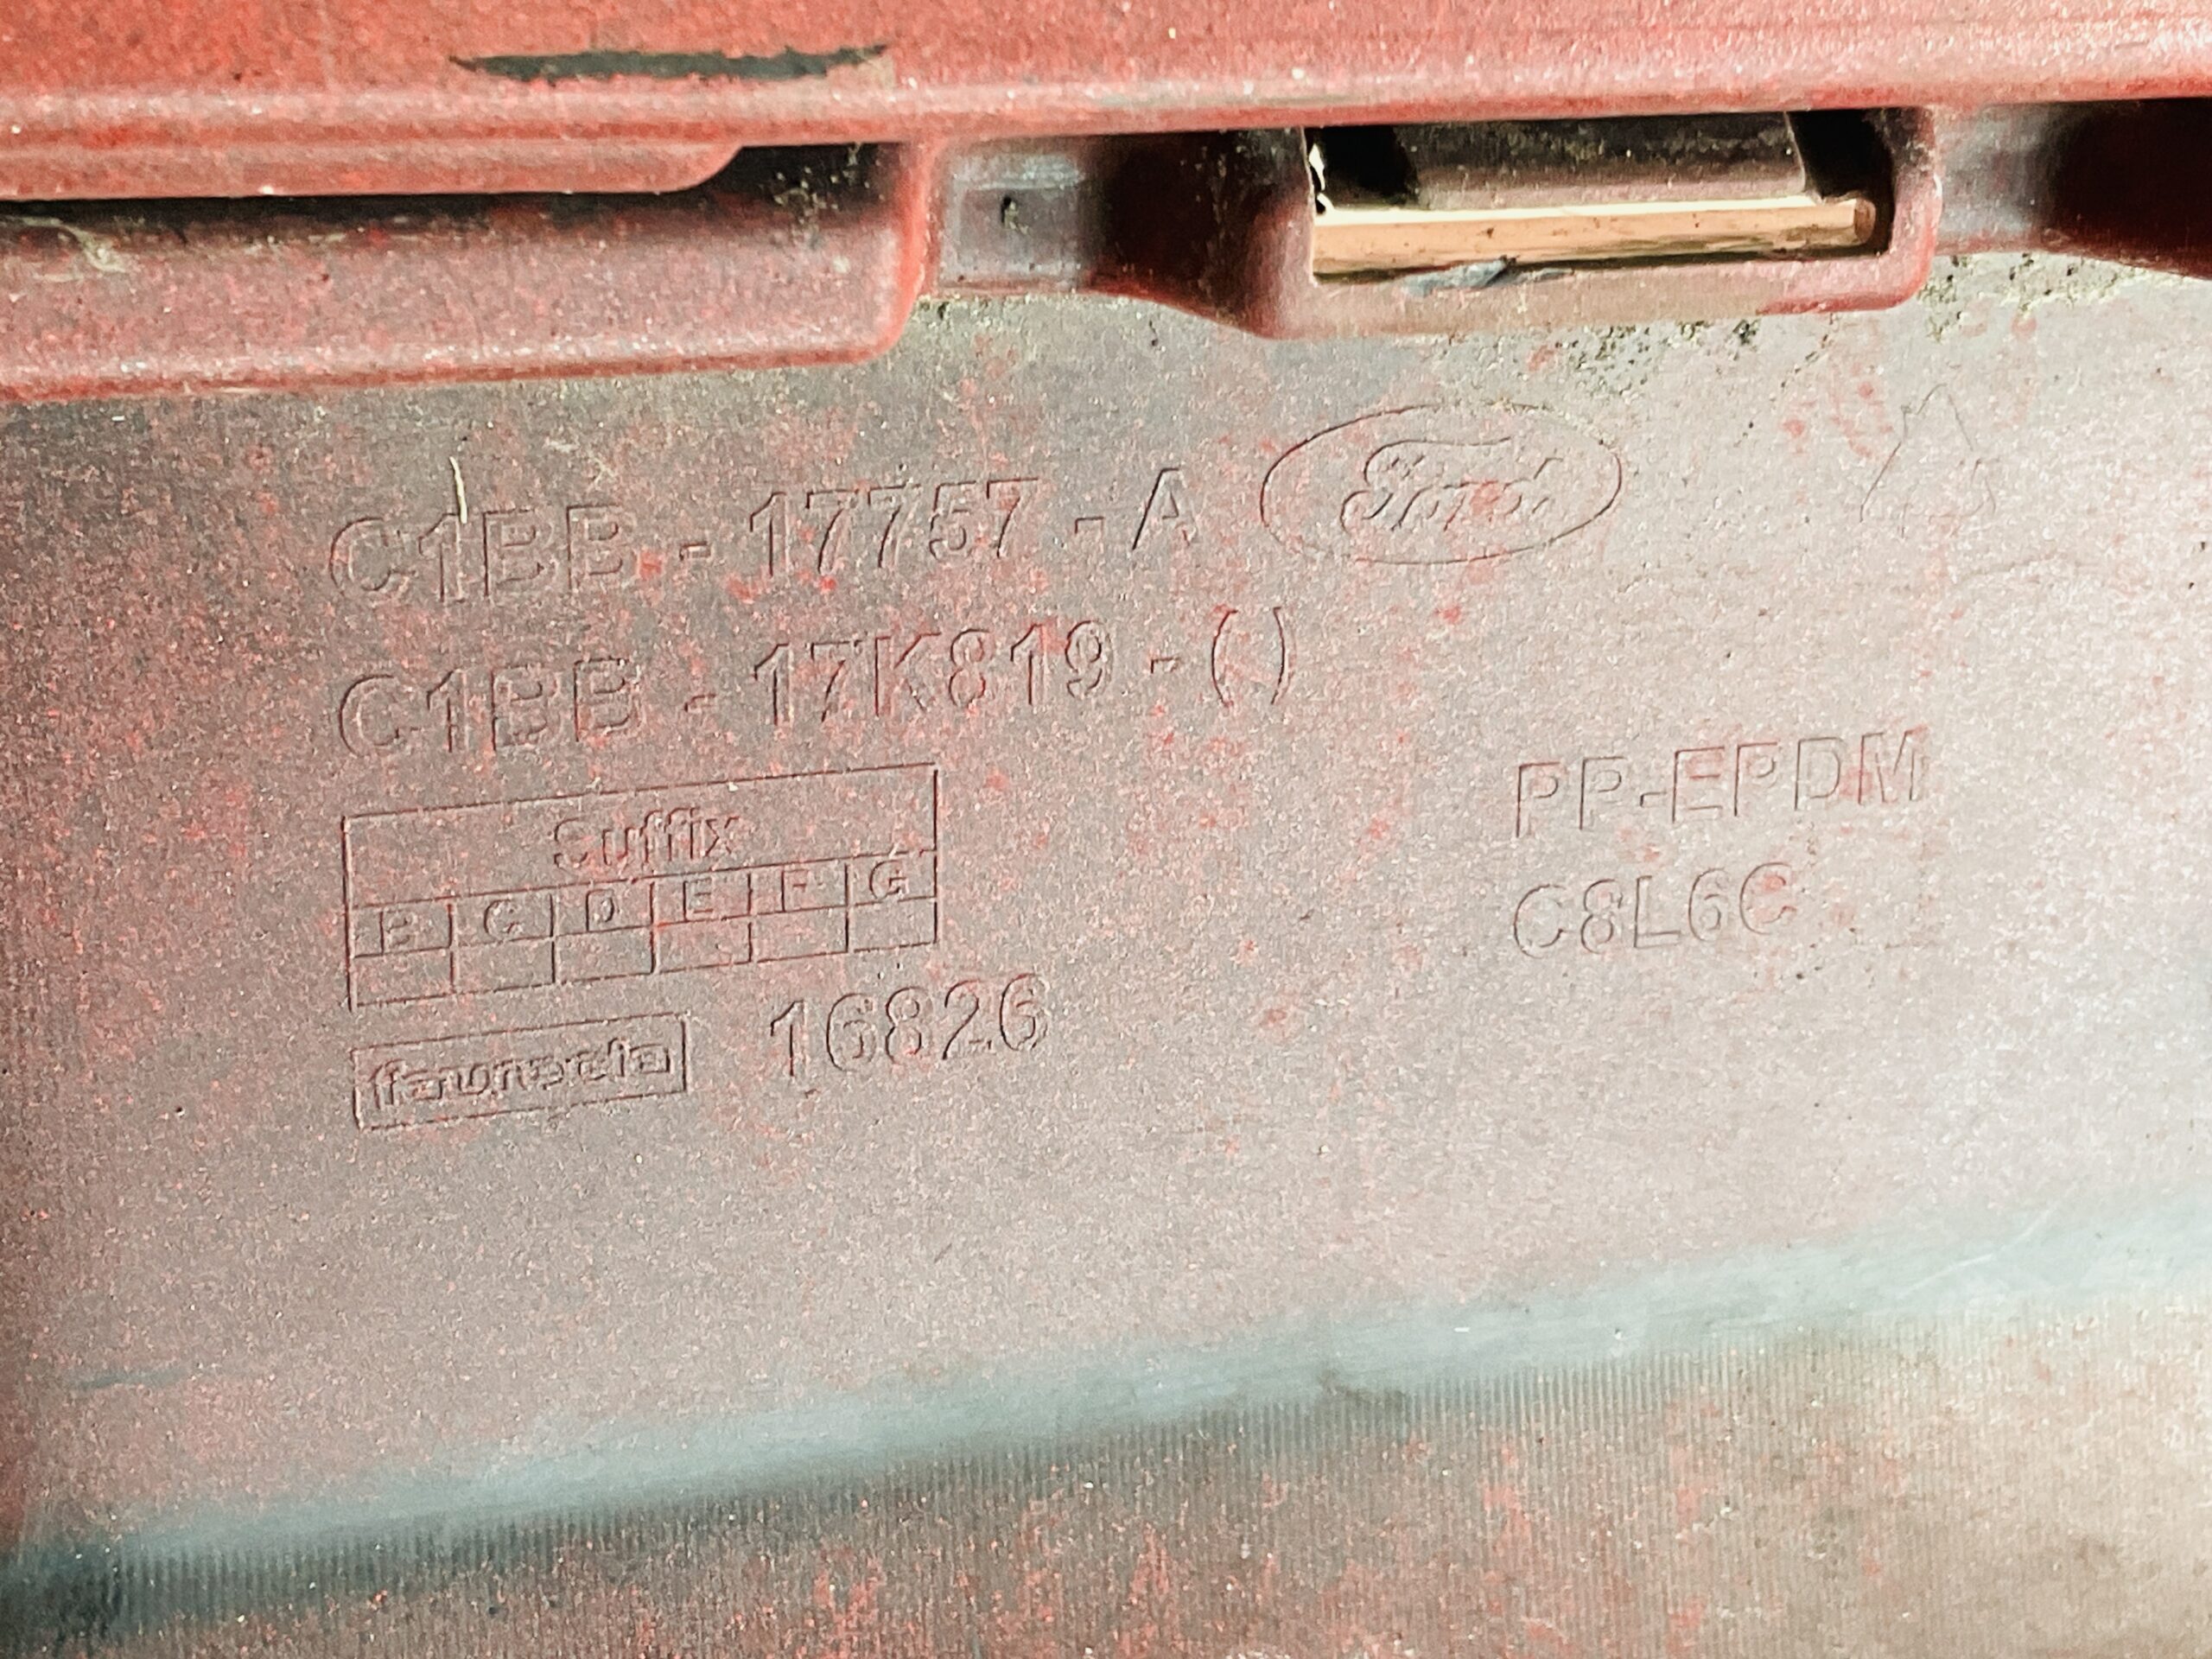 C1BB - 17757 - A Ford
C1BB - 17K819 - ( )
Suffix
B C D E F G
PP-EPDM
C8L6C
16826
faurecia